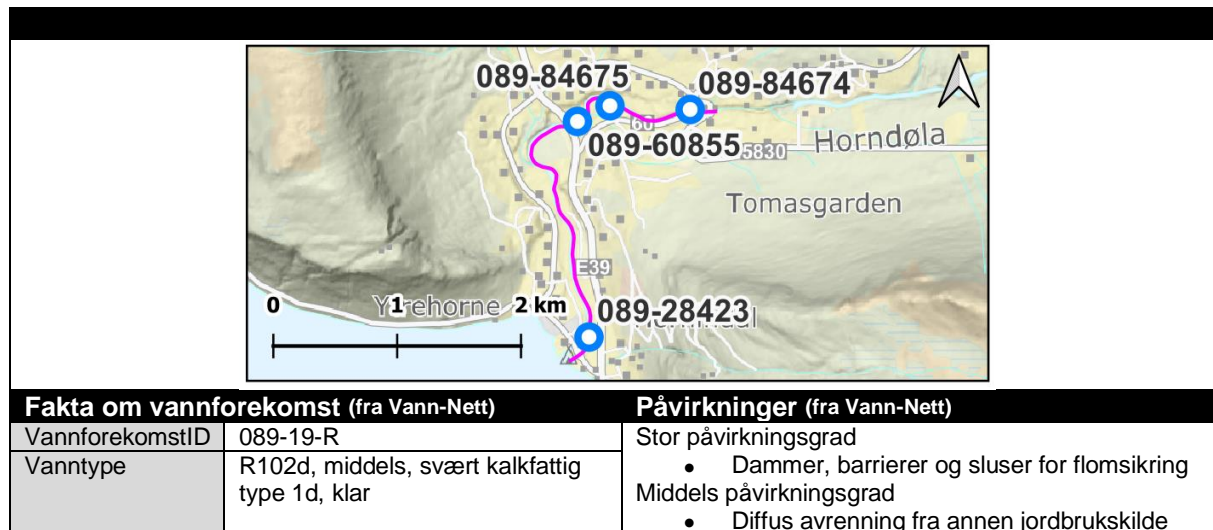 089-84675
089-84674
60
089-60855
5830
Horndøla
Tomasgarden
E39
0 1 2 km
Yrehorne
089-28423
Fakta om vannforekomst (fra Vann-Nett) Påvirkninger (fra Vann-Nett)
VannforekomstID 089-19-R Stor påvirkningsgrad
• Dammer, barrierer og sluser for flomsikring
Vanntype R102d, middels, svært kalkfattig
type 1d, klar
Middels påvirkningsgrad
• Diffus avrenning fra annen jordbrukskilde